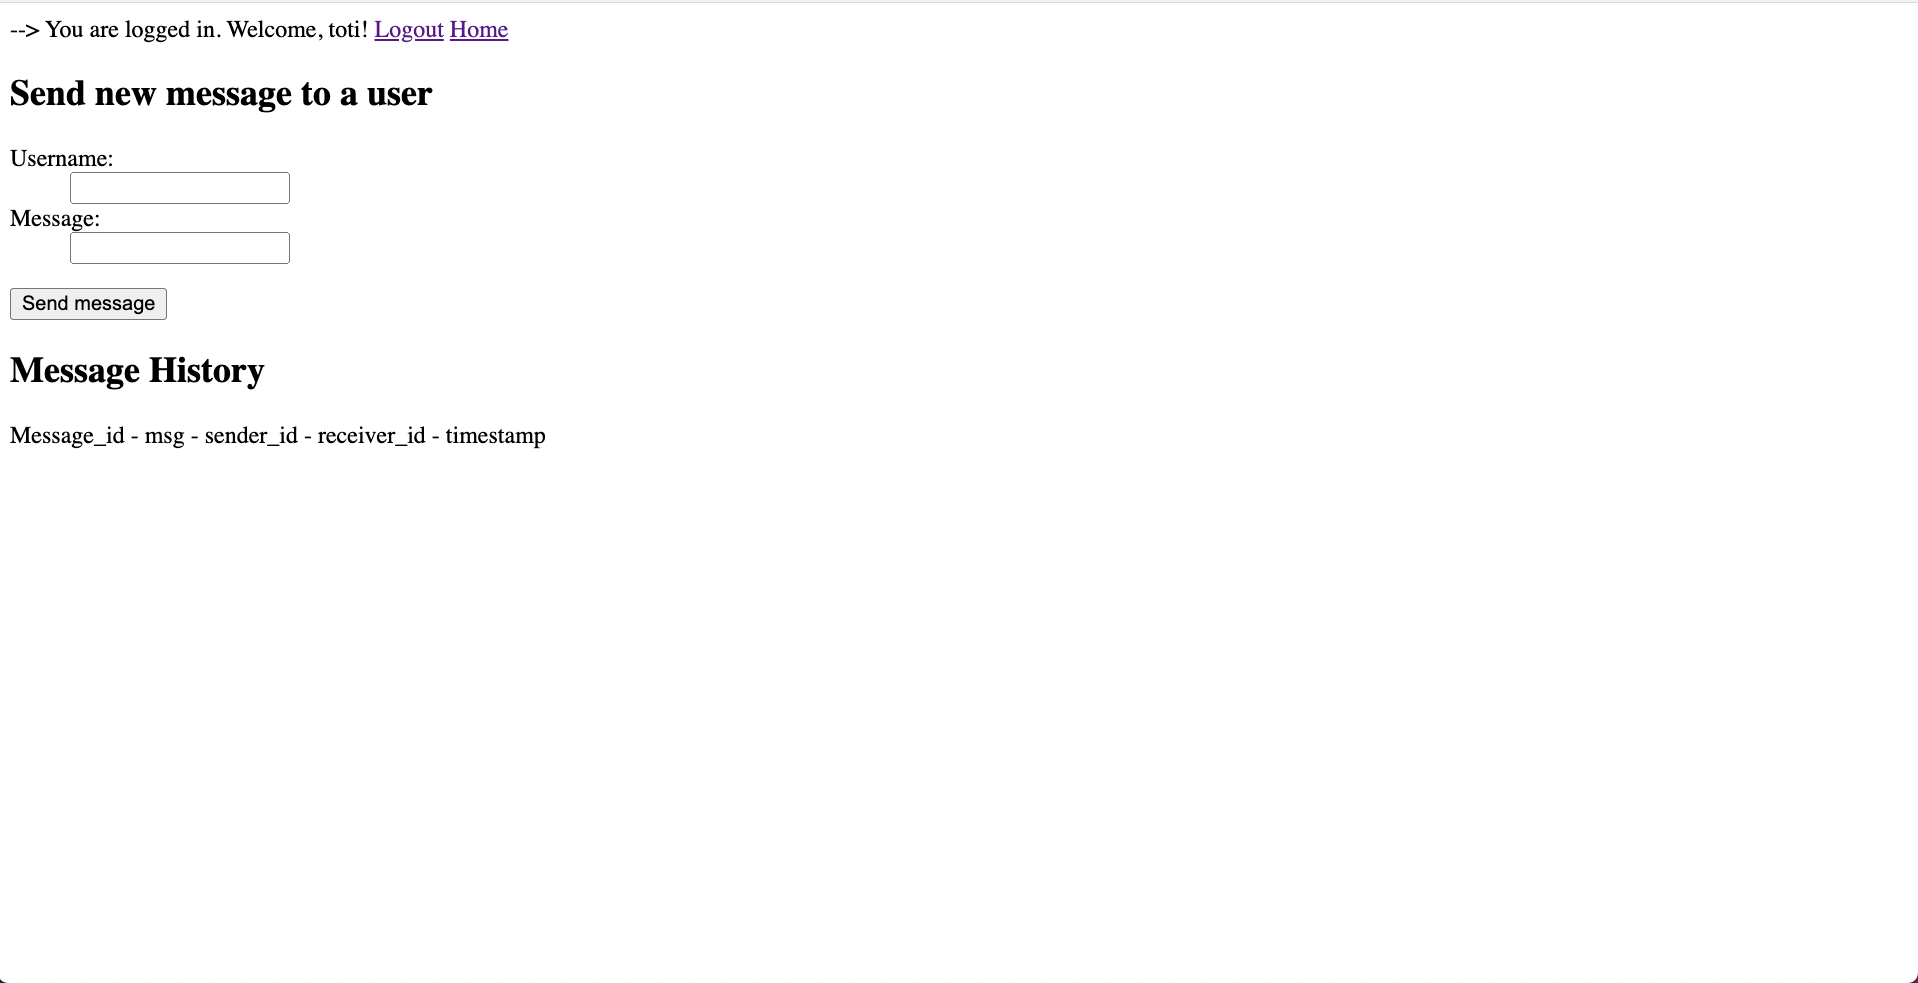 --> You are logged in. Welcome, toti! Logout Home
Send new message to a user
Username:
Message:
Send message
Message History
Message_id - msg - sender_id - receiver_id - timestamp